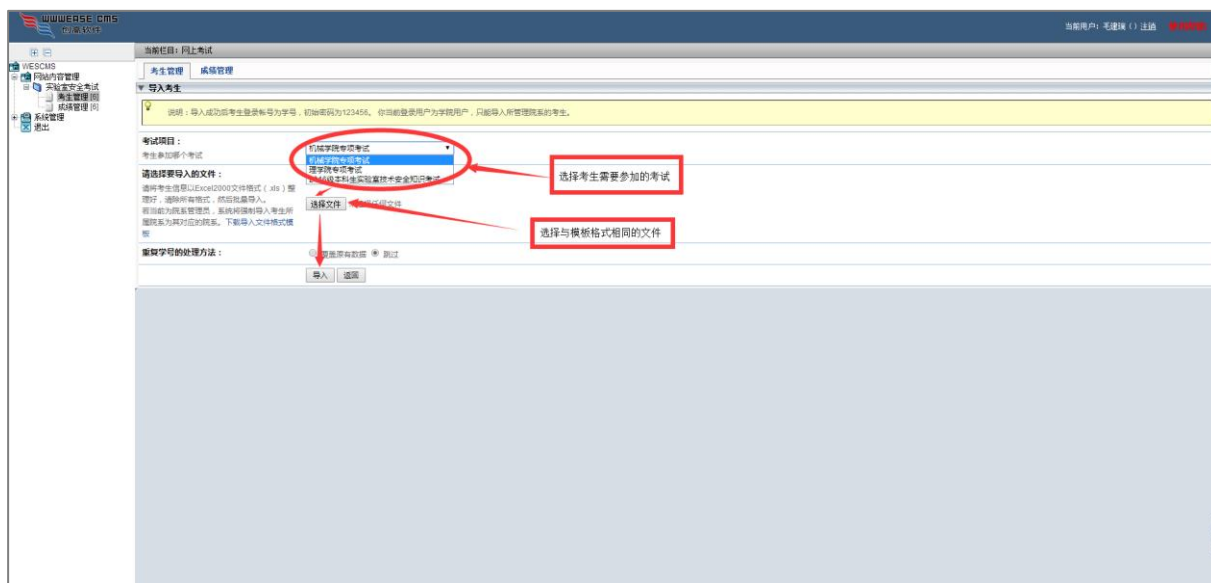 WWWEASE CMS
创高软件
当前用户: 毛建瑞 () 注销
WESCMS
网站内容管理
实验室安全考试
考生管理 [6]
成绩管理 [6]
系统管理
退出
当前栏目: 网上考试
考生管理 成绩管理
▼ 导入考生
说明：导入成功后考生登录帐号为学号，初始密码为123456。 你当前登录用户为学院用户，只能导入所管理院系的考生。
考试项目：
考生参加哪个考试
机械学院专项考试
机械学院专项考试
理学院专项考试
级本科生实验室技术安全知识考试
选择考生需要参加的考试
请选择要导入的文件：
请将考生信息以Excel2000文件格式（.xls）整
理好，清除所有格式，然后批量导入。
若当前为院系管理员，系统将强制导入考生所
属院系为其对应的院系。下载导入文件格式模
板
选择文件 任何文件
选择与模板格式相同的文件
重复学号的处理方法：
覆盖原有数据 跳过
导入 返回